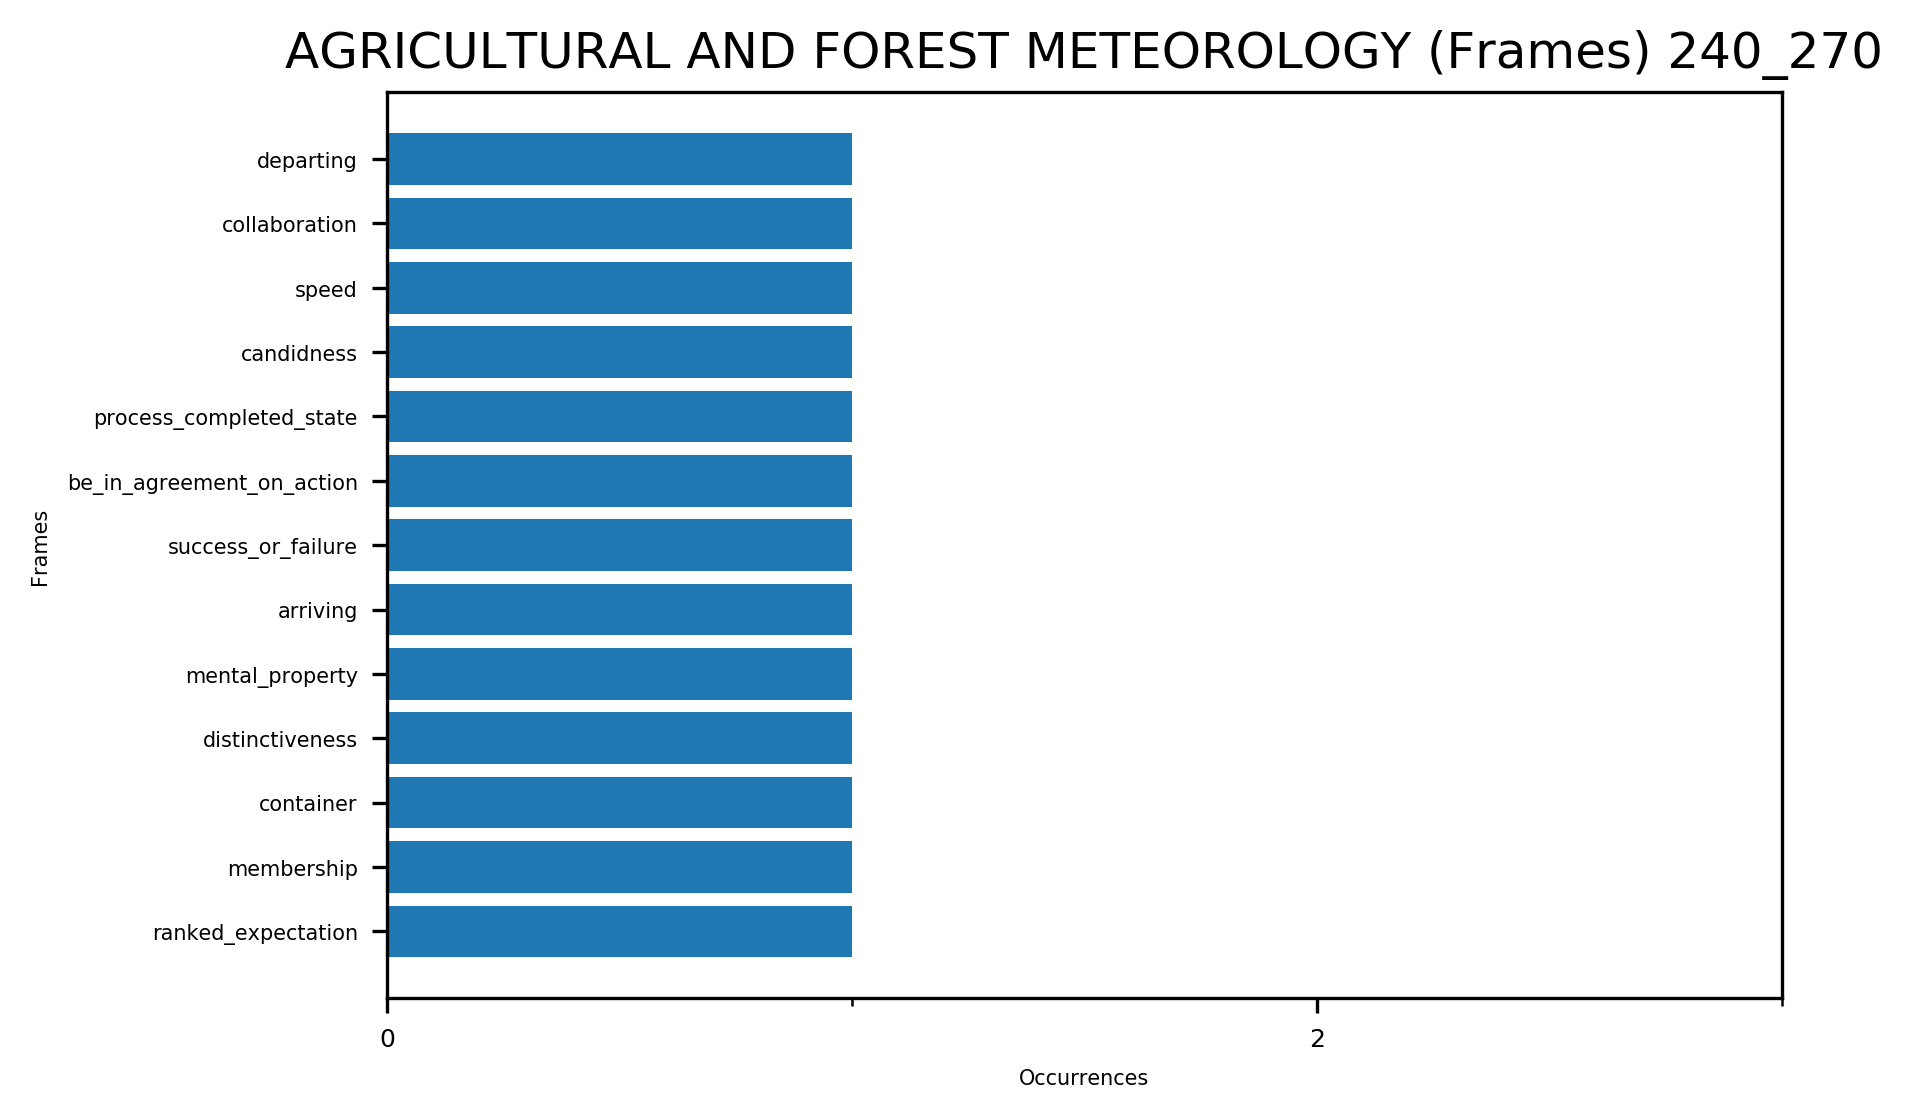 AGRICULTURAL AND FOREST METEOROLOGY (Frames) 240_270
departing
collaboration
speed
candidness
process_completed_state
be_in_agreement_on_action
success_or_failure
arriving
mental_property
distinctiveness
container
membership
ranked_expectation
Frames
0
2
Occurrences